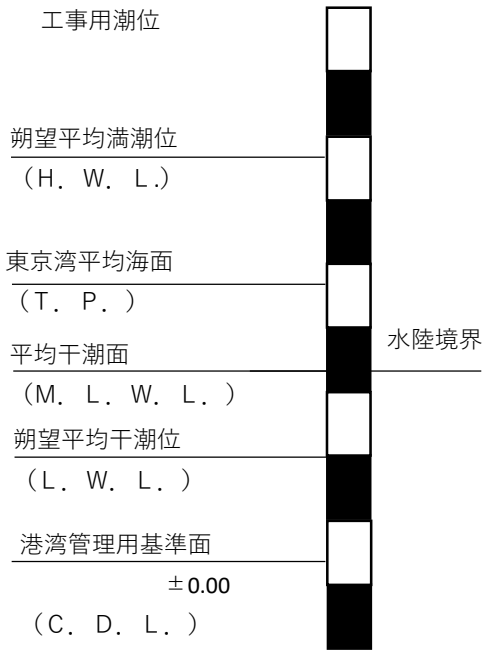 工事用潮位
朔望平均満潮位
（H． W． L.）
東京湾平均海面
（T． P． ）
平均干潮面
水陸境界
（M． L． W． L． ）
朔望平均干潮位
（L． W． L． ）
港湾管理用基準面
±0.00
（C． D． L． ）